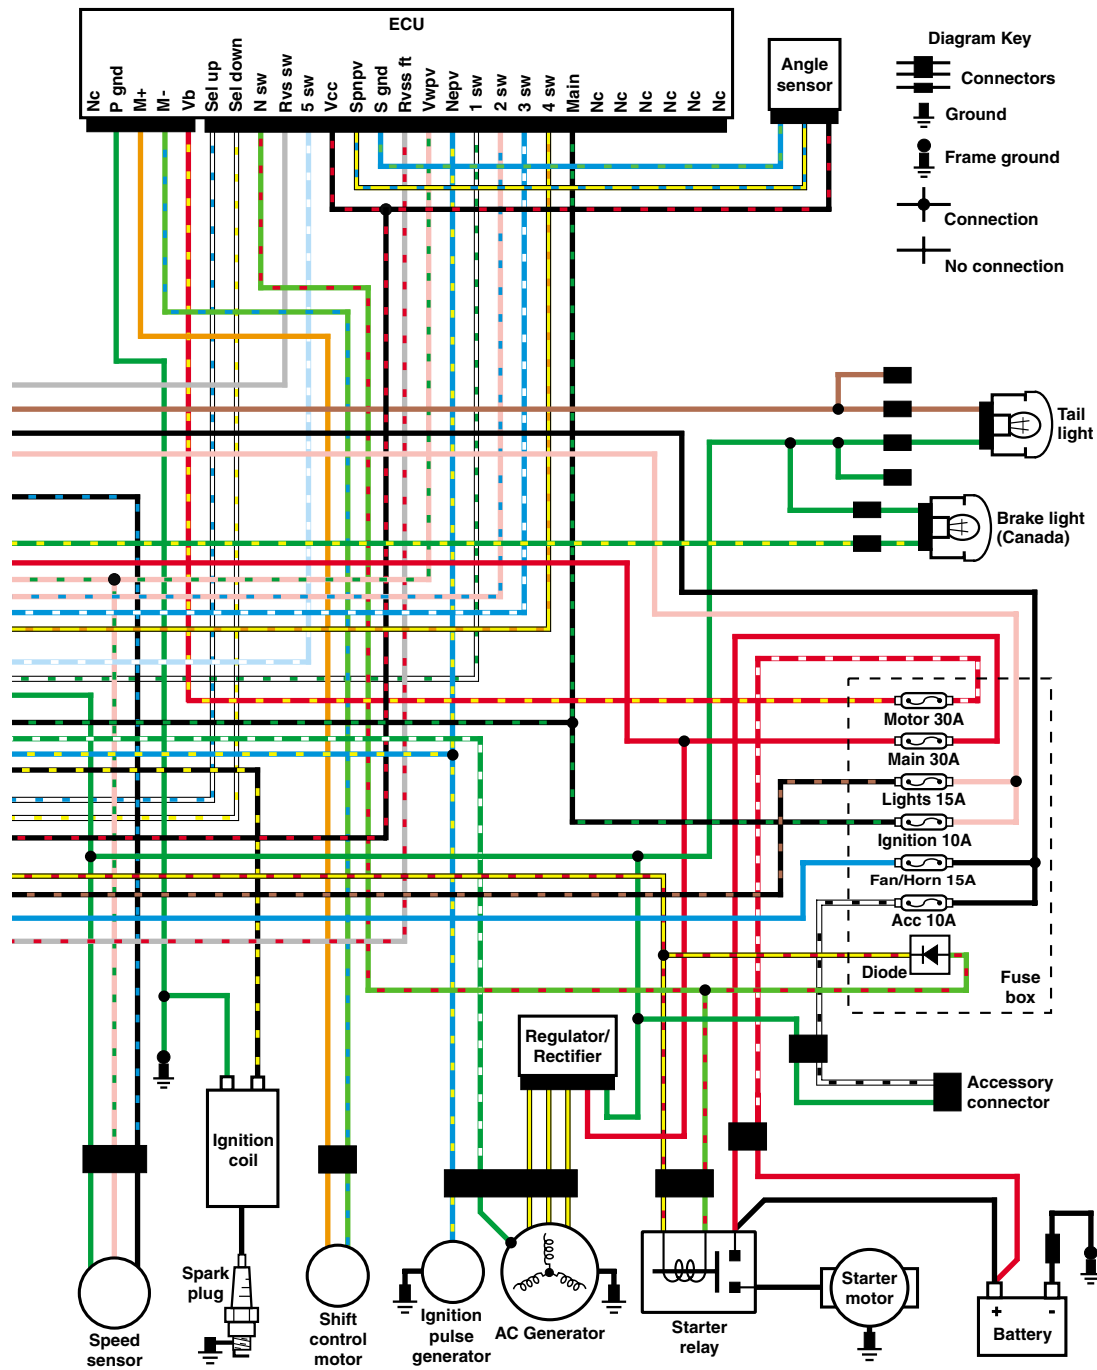 ECU
Nc
P gnd
M+
M-
Vb
Sel up
Sel down
N sw
Rvs sw
5 sw
Vcc
Spnpv
S gnd
Rvss ft
Vwpv
Nepv
1 sw
2 sw
3 sw
4 sw
Main
Nc
Nc
Nc
Nc
Nc
Nc
Angle
sensor
Diagram Key
Connectors
Ground
Frame ground
Connection
No connection
Tail
light
Brake light
(Canada)
Motor 30A
Main 30A
Lights 15A
Ignition 10A
Fan/Horn 15A
Acc 10A
Diode
Fuse
box
Regulator/
Rectifier
Accessory
connector
Ignition
coil
Spark
plug
Speed
sensor
Shift
control
motor
Ignition
pulse
generator
AC Generator
Starter
relay
Starter
motor
+ -
Battery